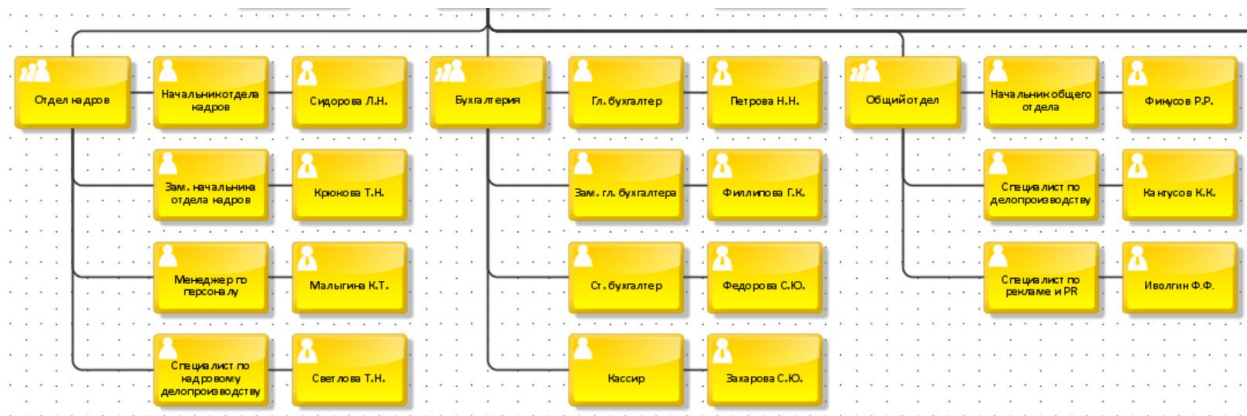 Отдел кадров
Начальник отдела
кадров
Сидорова Л.Н.
Зам. начальника
отдела кадров
Крюкова Т.Н.
Менеджер по
персоналу
Малыгина К.Т.
Специалист по
кадровому
делопроизводству
Светлова Т.Н.
Бухгалтерия
Гл. бухгалтер
Петрова Н.Н.
Зам. гл. бухгалтера
Филлипова Г.К.
Ст. бухгалтер
Федорова С.Ю.
Кассир
Захарова С.Ю.
Общий отдел
Начальник общего
отдела
Финусов Р.Р.
Специалист по
делопроизводству
Кактусов К.К.
Специалист по
рекламе и PR
Иволгин Ф.Ф.